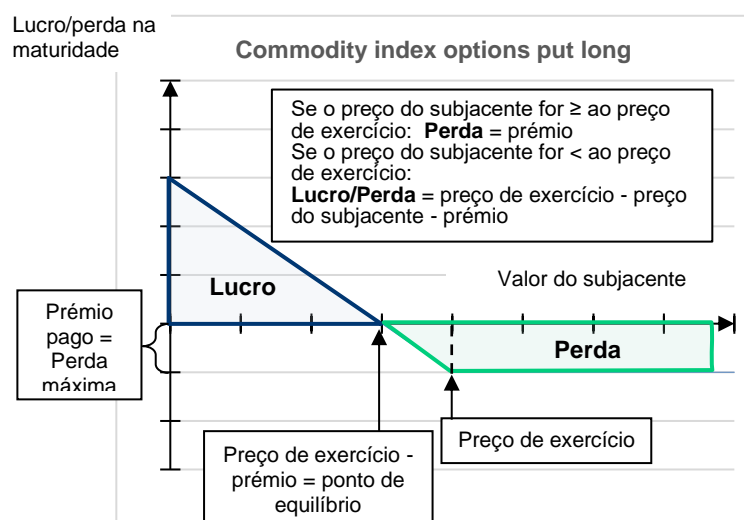 Lucro/perda na
maturidade
Commodity index options put long
Se o preço do subjacente for ≥ ao preço
de exercício: Perda = prémio
Se o preço do subjacente for < ao preço
de exercício:
Lucro/Perda = preço de exercício - preço
do subjacente - prémio
Lucro
Valor do subjacente
Prémio
pago =
Perda
máxima
Perda
Preço de exercício -
prémio = ponto de
equilíbrio
Preço de exercício